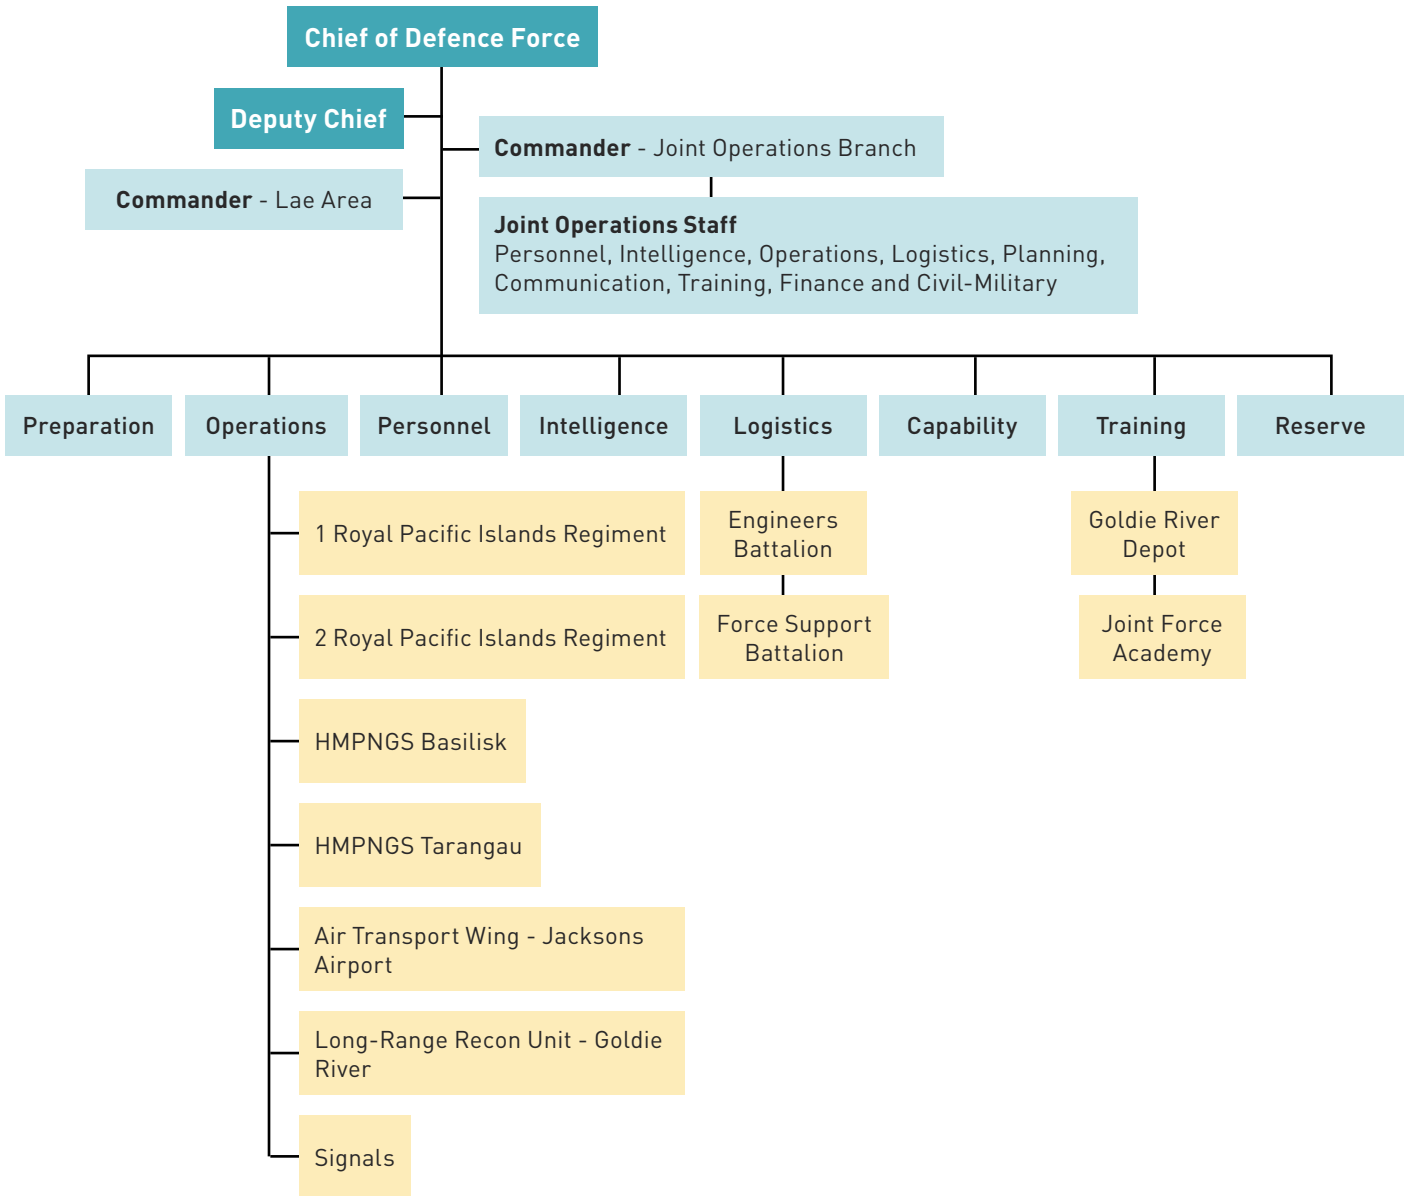 Chief of Defence Force
Deputy Chief
Commander - Joint Operations Branch
Commander - Lae Area
Joint Operations Staff
Personnel, Intelligence, Operations, Logistics, Planning,
Communication, Training, Finance and Civil-Military
Preparation
Operations
Personnel
Intelligence
Logistics
Capability
Training
Reserve
1 Royal Pacific Islands Regiment
2 Royal Pacific Islands Regiment
HMPNGS Basilisk
HMPNGS Tarangau
Air Transport Wing - Jacksons
Airport
Long-Range Recon Unit - Goldie
River
Signals
Engineers
Battalion
Force Support
Battalion
Goldie River
Depot
Joint Force
Academy